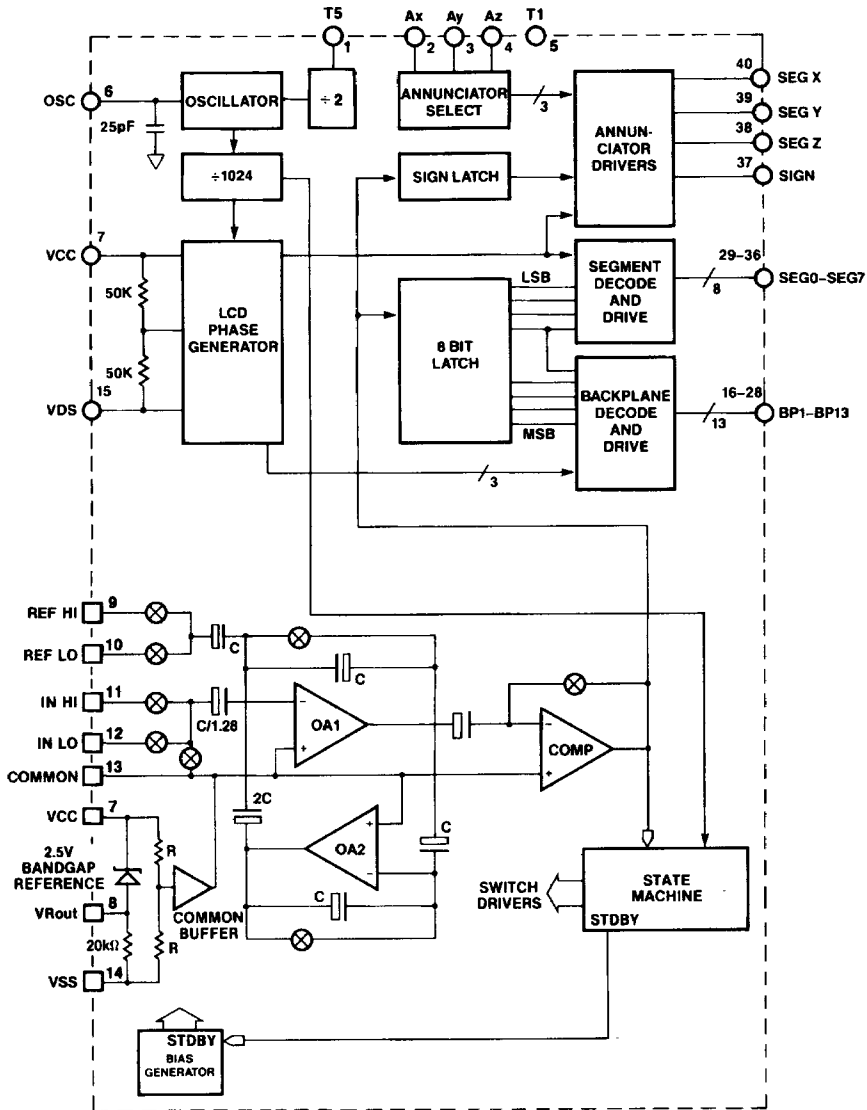 T5
Ax
Ay
Az
T1
1
2
3
4
5
OSC
6
25pF
OSCILLATOR
÷ 2
ANNUNCIATOR
SELECT
3
ANNUN-
CIATOR
DRIVERS
40
SEG X
39
SEG Y
38
SEG Z
37
SIGN
÷1024
SIGN LATCH
VCC
7
50K
50K
15
VDS
LCD
PHASE
GENERATOR
8 BIT
LATCH
LSB
MSB
SEGMENT
DECODE
AND
DRIVE
29–36
8
SEG0–SEG7
BACKPLANE
DECODE
AND
DRIVE
16–28
13
BP1–BP13
3
REF HI
9
REF LO
10
C
C
IN HI
11
C/1.28
OA1
–
+
IN LO
12
COMMON
13
COMP
–
+
2C
OA2
+
–
C
C
VCC
7
2.5V
BANDGAP
REFERENCE
R
COMMON
BUFFER
VRout
8
20kΩ
R
VSS
14
SWITCH
DRIVERS
STATE
MACHINE
STDBY
STDBY
BIAS
GENERATOR